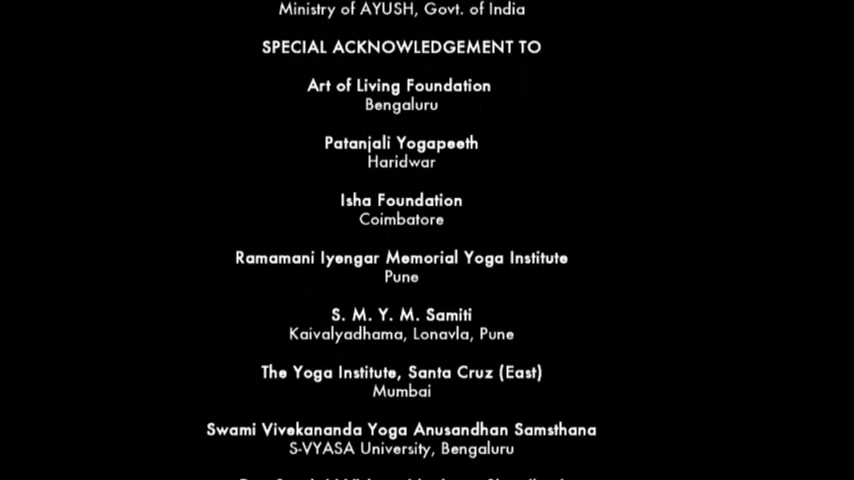 Ministry of AYUSH, Govt. of India
SPECIAL ACKNOWLEDGEMENT TO
Art of Living Foundation
Bengaluru
Patanjali Yogapeeth
Haridwar
Isha Foundation
Coimbatore
Ramamani Iyengar Memorial Yoga Institute
Pune
S. M. Y. M. Samiti
Kaivalyadhama, Lonavla, Pune
The Yoga Institute, Santa Cruz (East)
Mumbai
Swami Vivekananda Yoga Anusandhan Samsthana
S-VYASA University, Bengaluru